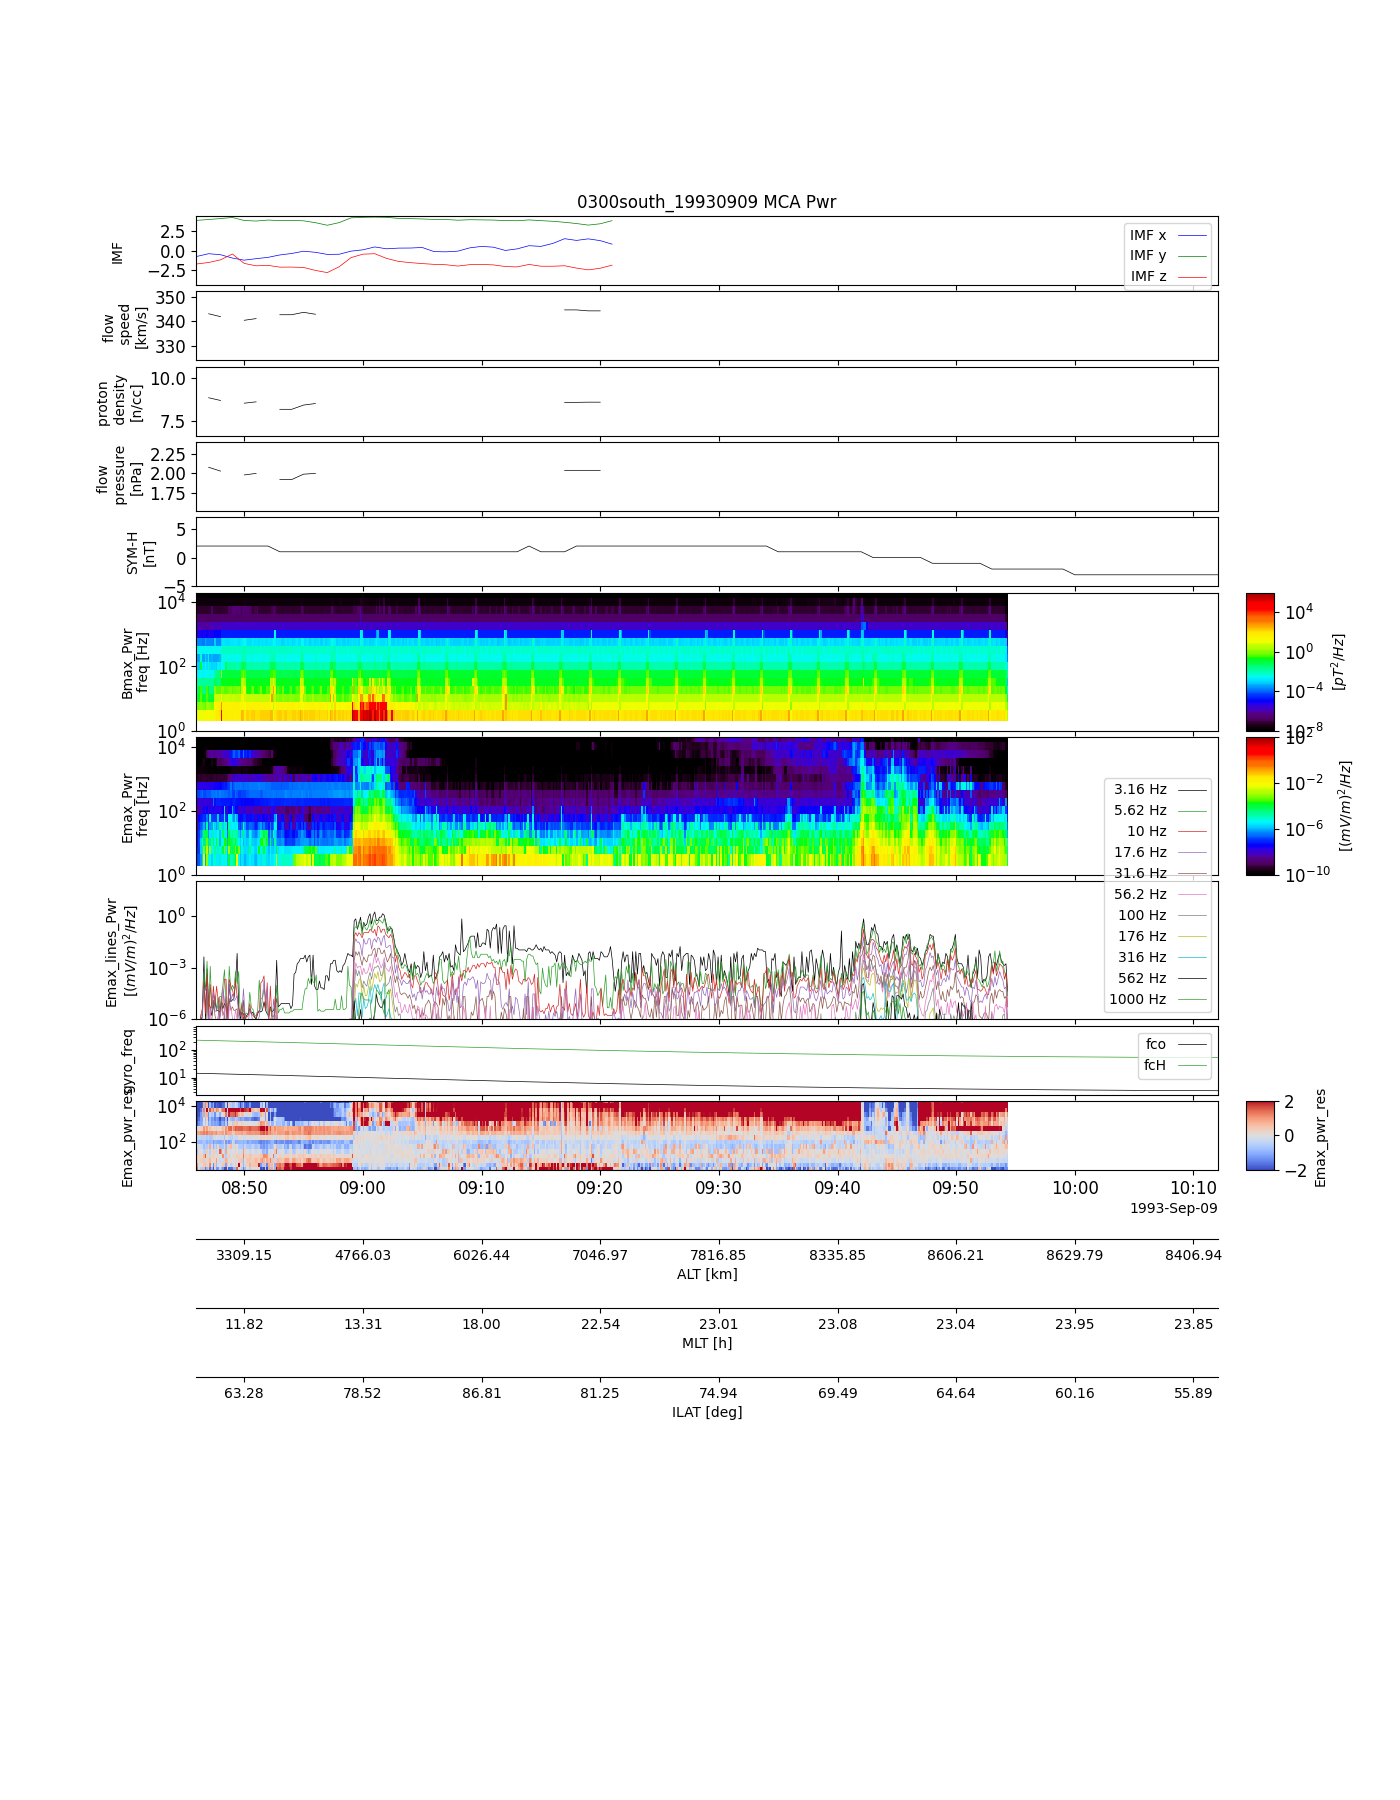 0300south_19930909 MCA Pwr
IMF
2.5
0.0
−2.5
IMF x
IMF y
IMF z
flow
speed
[km/s]
350
340
330
proton
density
[n/cc]
10.0
7.5
flow
pressure
[nPa]
2.25
2.00
1.75
SYM-H
[nT]
5
0
−5
Bmax_Pwr
freq [Hz]
10^4
10^2
10^0
10^4
10^0
10^−4
10^−8
[pT^2/Hz]
Emax_Pwr
freq [Hz]
10^4
10^2
10^0
10^2
10^−2
10^−6
10^−10
[(mV/m)^2/Hz]
3.16 Hz
5.62 Hz
10 Hz
17.6 Hz
31.6 Hz
56.2 Hz
100 Hz
176 Hz
316 Hz
562 Hz
1000 Hz
Emax_lines_Pwr
[(mV/m)^2/Hz]
10^0
10^−3
10^−6
gyro_freq
10^2
10^1
fco
fcH
Emax_pwr_res
10^4
10^2
2
0
−2
Emax_pwr_res
08:50 09:00 09:10 09:20 09:30 09:40 09:50 10:00 10:10
1993-Sep-09
3309.15 4766.03 6026.44 7046.97 7816.85 8335.85 8606.21 8629.79 8406.94
ALT [km]
11.82 13.31 18.00 22.54 23.01 23.08 23.04 23.95 23.85
MLT [h]
63.28 78.52 86.81 81.25 74.94 69.49 64.64 60.16 55.89
ILAT [deg]